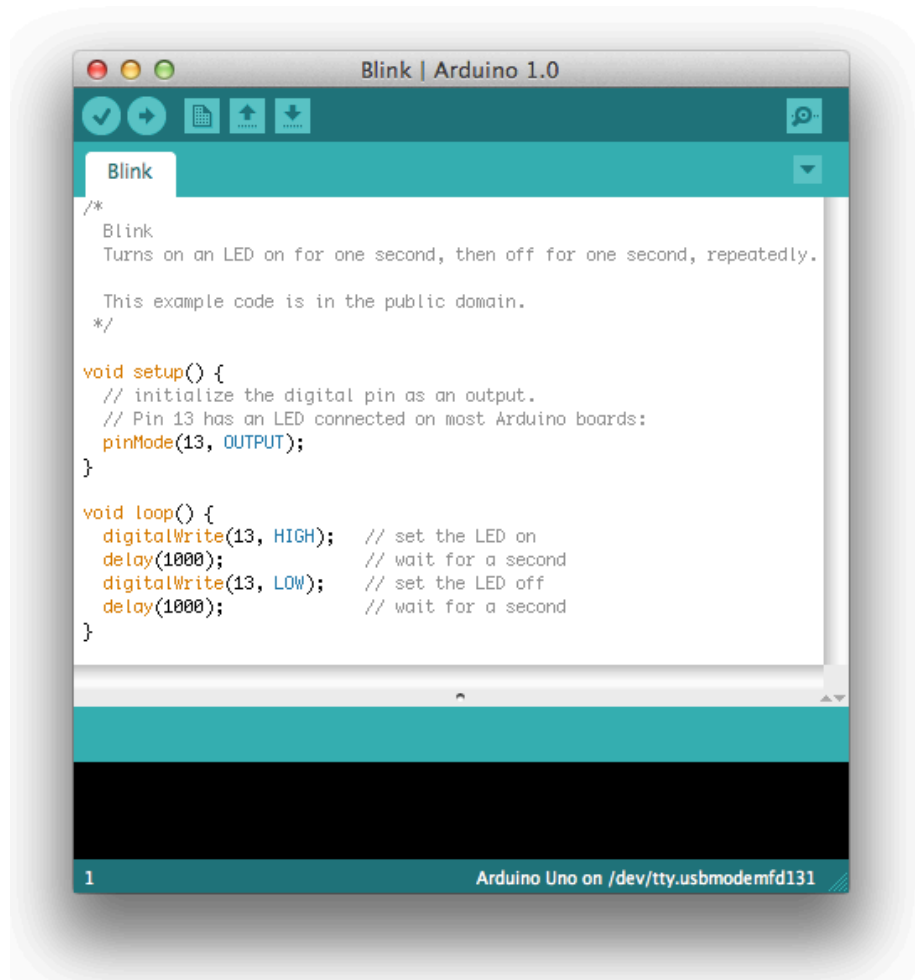 Blink | Arduino 1.0
Blink
/*
  Blink
  Turns on an LED on for one second, then off for one second, repeatedly.

  This example code is in the public domain.
 */

void setup() {
  // initialize the digital pin as an output.
  // Pin 13 has an LED connected on most Arduino boards:
  pinMode(13, OUTPUT);
}

void loop() {
  digitalWrite(13, HIGH);   // set the LED on
  delay(1000);              // wait for a second
  digitalWrite(13, LOW);    // set the LED off
  delay(1000);              // wait for a second
}
1 Arduino Uno on /dev/tty.usbmodemfd131